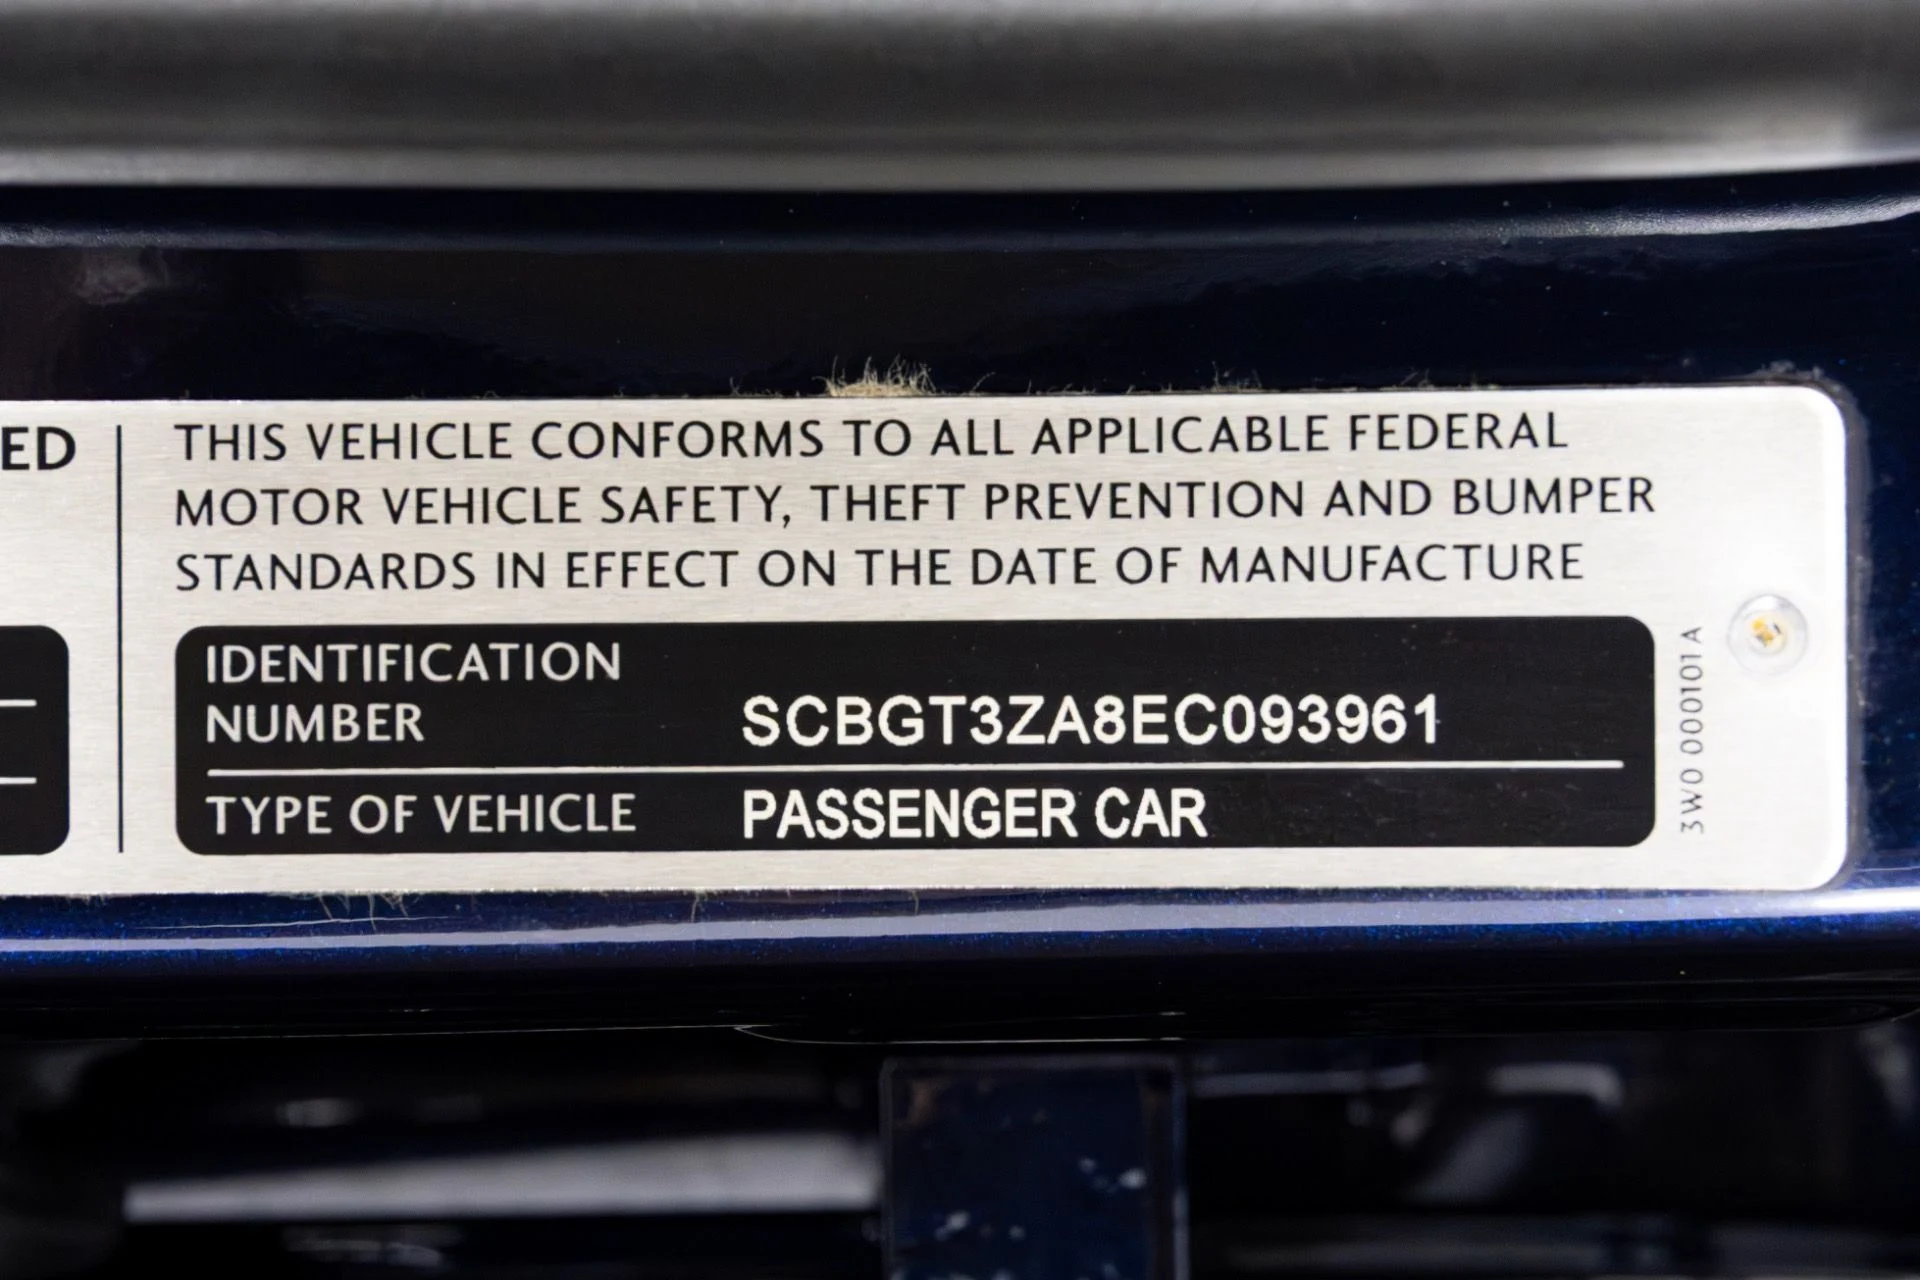 ED
THIS VEHICLE CONFORMS TO ALL APPLICABLE FEDERAL
MOTOR VEHICLE SAFETY, THEFT PREVENTION AND BUMPER
STANDARDS IN EFFECT ON THE DATE OF MANUFACTURE
IDENTIFICATION
NUMBER SCBGT3ZA8EC093961
TYPE OF VEHICLE PASSENGER CAR
3W0 000101 A